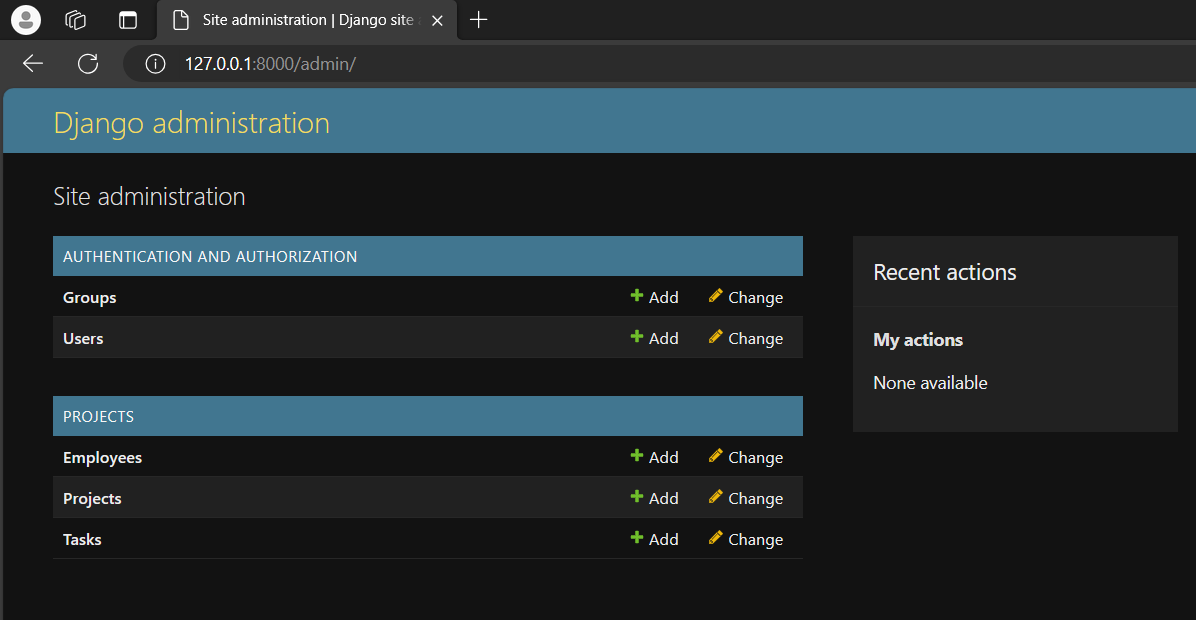 Site administration | Django site
127.0.0.1:8000/admin/
Django administration
Site administration
AUTHENTICATION AND AUTHORIZATION
Groups Add Change
Users Add Change
PROJECTS
Employees Add Change
Projects Add Change
Tasks Add Change
Recent actions
My actions
None available